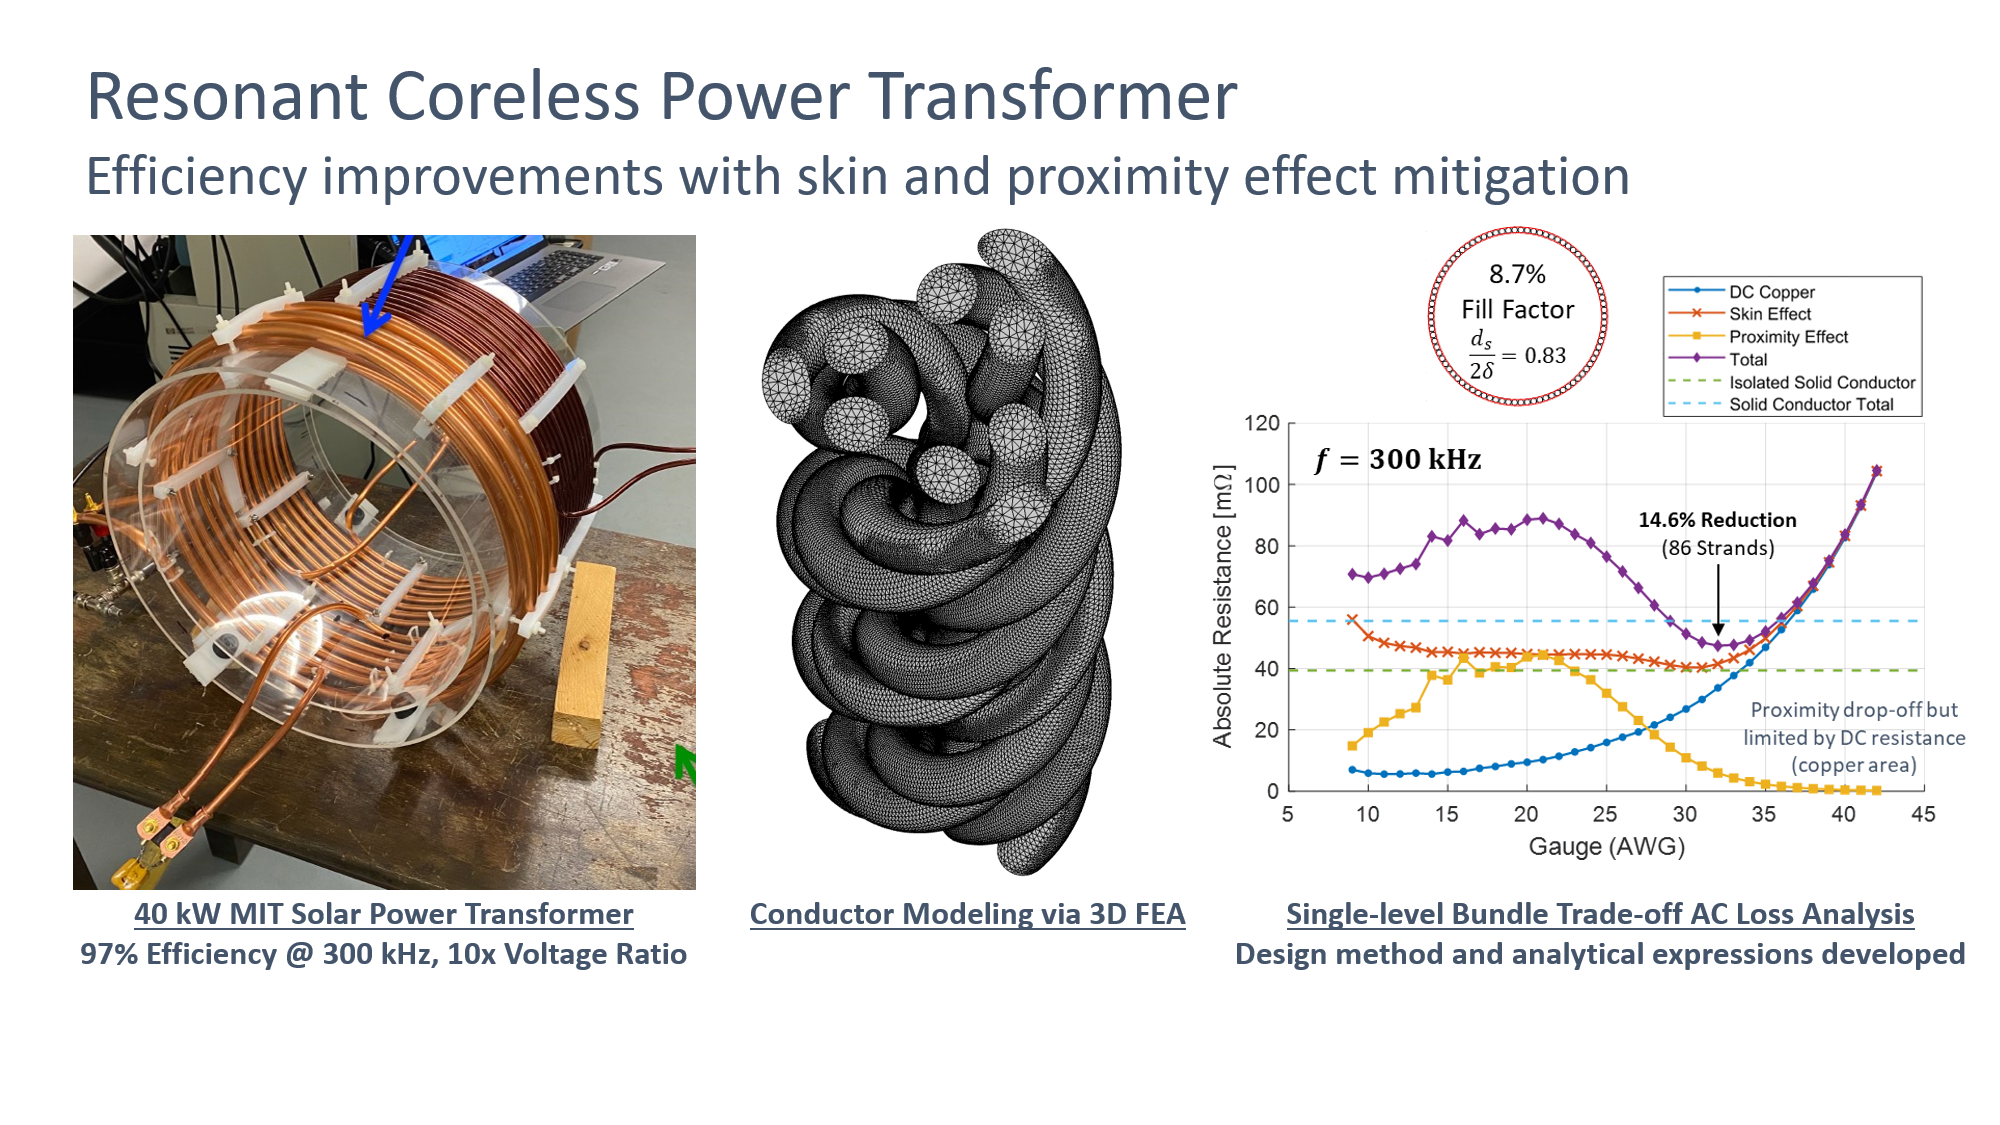 Resonant Coreless Power Transformer
Efficiency improvements with skin and proximity effect mitigation
8.7%
Fill Factor
d_s/2δ = 0.83
DC Copper
Skin Effect
Proximity Effect
Total
Isolated Solid Conductor
Solid Conductor Total
f = 300 kHz
14.6% Reduction
(86 Strands)
Proximity drop-off but
limited by DC resistance
(copper area)
Absolute Resistance [mΩ]
120
100
80
60
40
20
0
5 10 15 20 25 30 35 40 45
Gauge (AWG)
40 kW MIT Solar Power Transformer
97% Efficiency @ 300 kHz, 10x Voltage Ratio
Conductor Modeling via 3D FEA
Single-level Bundle Trade-off AC Loss Analysis
Design method and analytical expressions developed